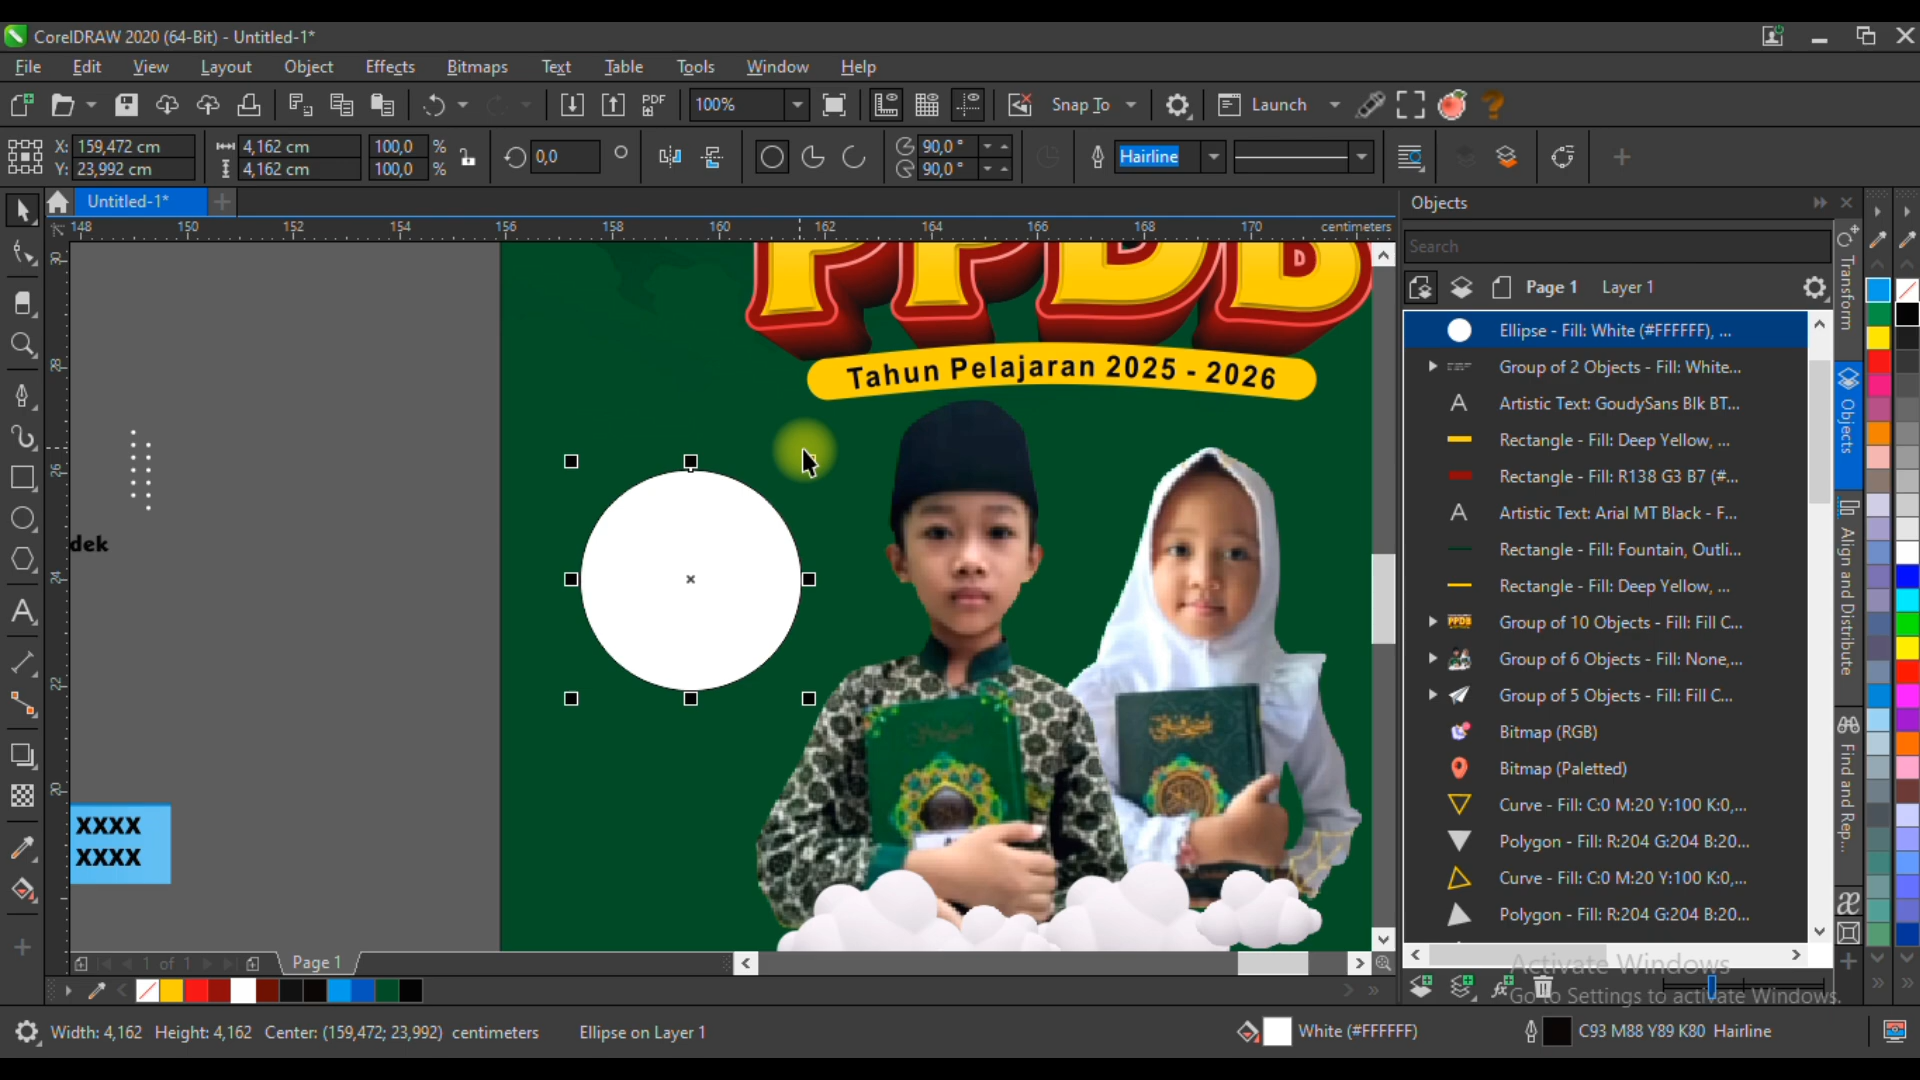 CorelDRAW 2020 (64-Bit) - Untitled-1*
File Edit View Layout Object Effects Bitmaps Text Table Tools Window Help
PDF 100% Snap To Launch
X: 159,472 cm 4,162 cm 100,0 % 0,0 90,0 ° Hairline
Y: 23,992 cm 4,162 cm 100,0 % 90,0 °
Untitled-1*
148 150 152 154 156 158 160 162 164 166 168 170 centimeters
30
28
26
24
22
20
PPDB
Tahun Pelajaran 2025 - 2026
dek
XXXX
XXXX
1 of 1 Page 1
Objects
Search
Page 1 Layer 1
Ellipse - Fill: White (#FFFFFF), ...
Group of 2 Objects - Fill: White...
Artistic Text: GoudySans Blk BT...
Rectangle - Fill: Deep Yellow, ...
Rectangle - Fill: R138 G3 B7 (#...
Artistic Text: Arial MT Black - F...
Rectangle - Fill: Fountain, Outli...
Rectangle - Fill: Deep Yellow, ...
Group of 10 Objects - Fill: Fill C...
Group of 6 Objects - Fill: None,...
Group of 5 Objects - Fill: Fill C...
Bitmap (RGB)
Bitmap (Paletted)
Curve - Fill: C:0 M:20 Y:100 K:0,...
Polygon - Fill: R:204 G:204 B:20...
Curve - Fill: C:0 M:20 Y:100 K:0,...
Polygon - Fill: R:204 G:204 B:20...
Transform
Objects
Align and Distribute
Find and Rep...
Activate Windows
Go to Settings to activate Windows.
Width: 4,162 Height: 4,162 Center: (159,472; 23,992) centimeters Ellipse on Layer 1 White (#FFFFFF) C93 M88 Y89 K80 Hairline